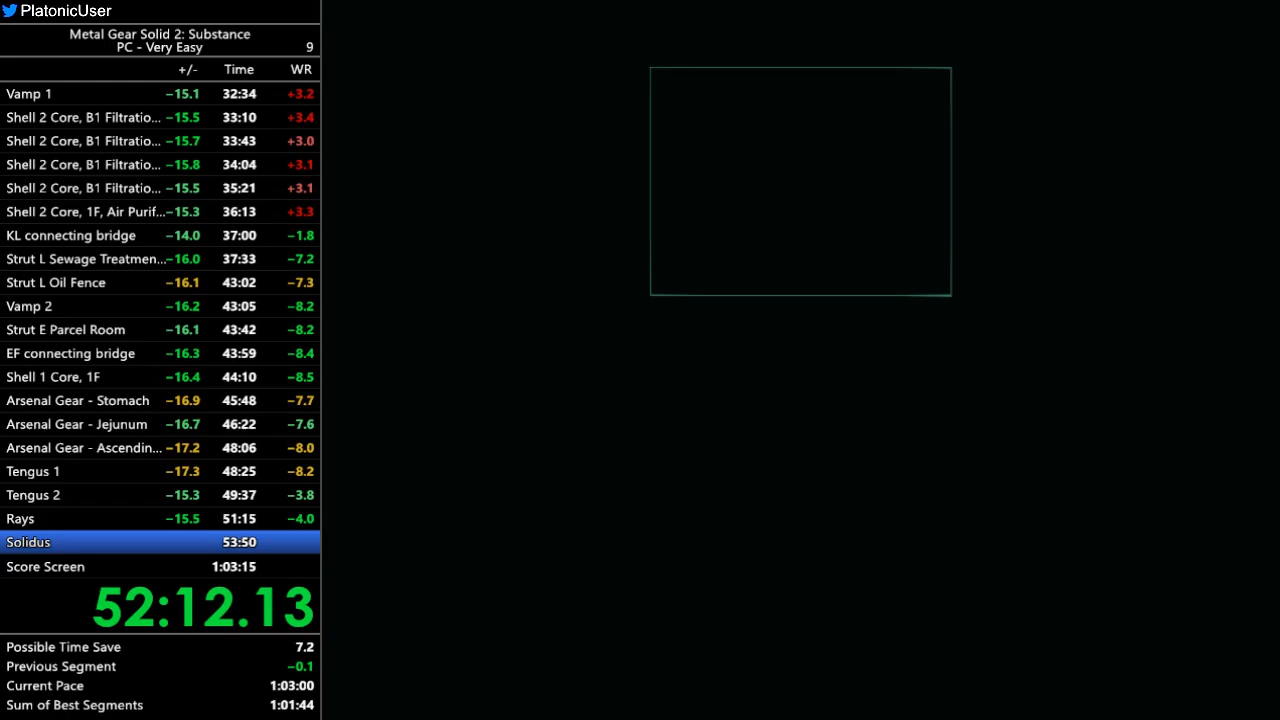 PlatonicUser
Metal Gear Solid 2: Substance
PC - Very Easy 9
+/- Time WR
Vamp 1 −15.1 32:34 +3.2
Shell 2 Core, B1 Filtratio... −15.5 33:10 +3.4
Shell 2 Core, B1 Filtratio... −15.7 33:43 +3.0
Shell 2 Core, B1 Filtratio... −15.8 34:04 +3.1
Shell 2 Core, B1 Filtratio... −15.5 35:21 +3.1
Shell 2 Core, 1F, Air Purif... −15.3 36:13 +3.3
KL connecting bridge −14.0 37:00 −1.8
Strut L Sewage Treatmen... −16.0 37:33 −7.2
Strut L Oil Fence −16.1 43:02 −7.3
Vamp 2 −16.2 43:05 −8.2
Strut E Parcel Room −16.1 43:42 −8.2
EF connecting bridge −16.3 43:59 −8.4
Shell 1 Core, 1F −16.4 44:10 −8.5
Arsenal Gear - Stomach −16.9 45:48 −7.7
Arsenal Gear - Jejunum −16.7 46:22 −7.6
Arsenal Gear - Ascendin... −17.2 48:06 −8.0
Tengus 1 −17.3 48:25 −8.2
Tengus 2 −15.3 49:37 −3.8
Rays −15.5 51:15 −4.0
Solidus 53:50
Score Screen 1:03:15
52:12.13
Possible Time Save 7.2
Previous Segment −0.1
Current Pace 1:03:00
Sum of Best Segments 1:01:44